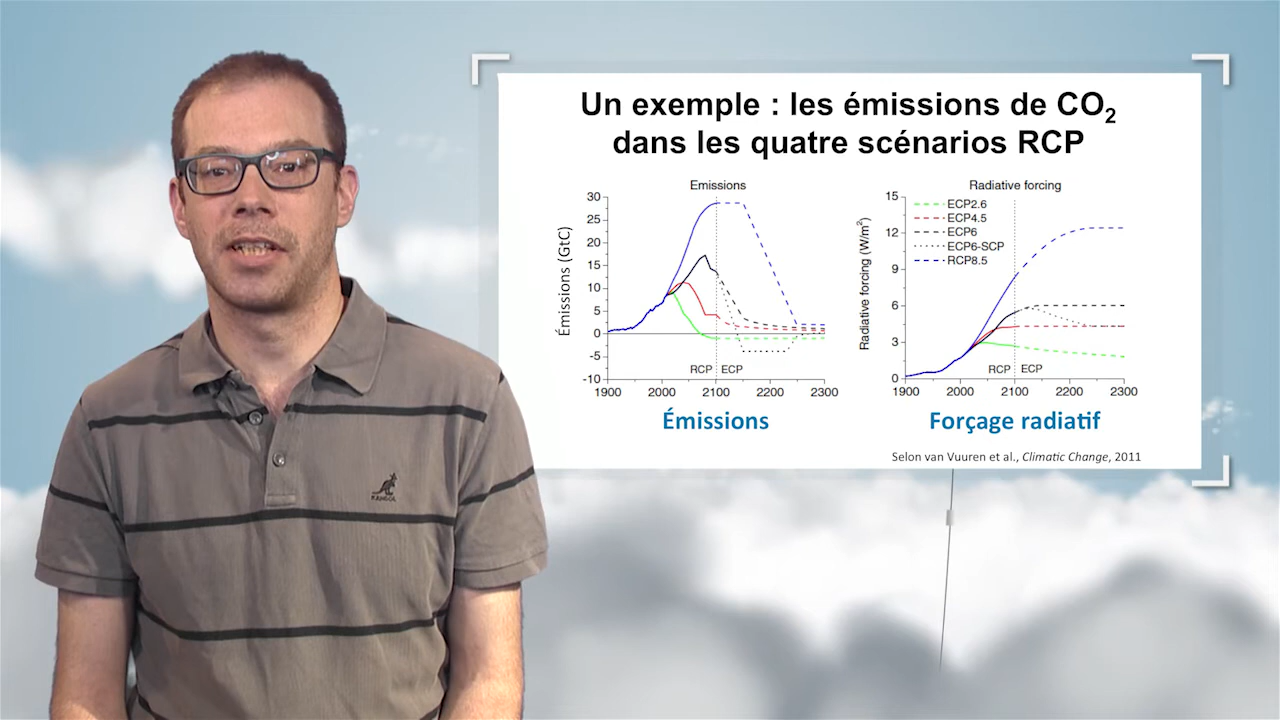 Un exemple : les émissions de CO2
dans les quatre scénarios RCP
Emissions
Émissions (GtC)
30
25
20
15
10
5
0
-5
-10
RCP
ECP
1900
2000
2100
2200
2300
Émissions
Radiative forcing
Radiative forcing (W/m²)
15
12
9
6
3
0
ECP2.6
ECP4.5
ECP6
ECP6-SCP
RCP8.5
RCP
ECP
1900
2000
2100
2200
2300
Forçage radiatif
Selon van Vuuren et al., Climatic Change, 2011
KANGOL